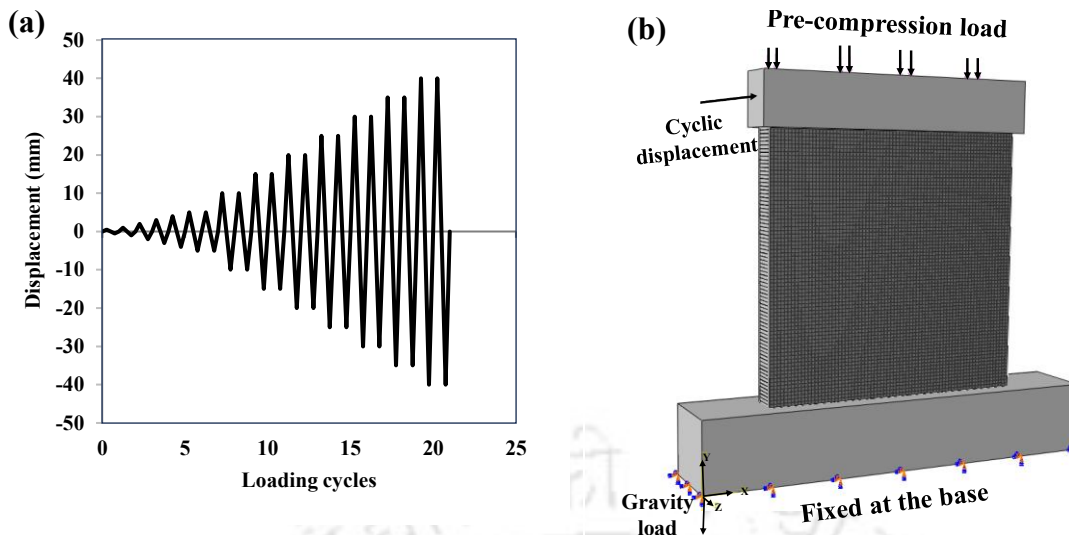 (a)
50
40
30
20
10
0
-10
-20
-30
-40
-50
Displacement (mm)
0 5 10 15 20 25
Loading cycles
(b)
Pre-compression load
Cyclic
displacement
Y
X
Z
Gravity
load
Fixed at the base